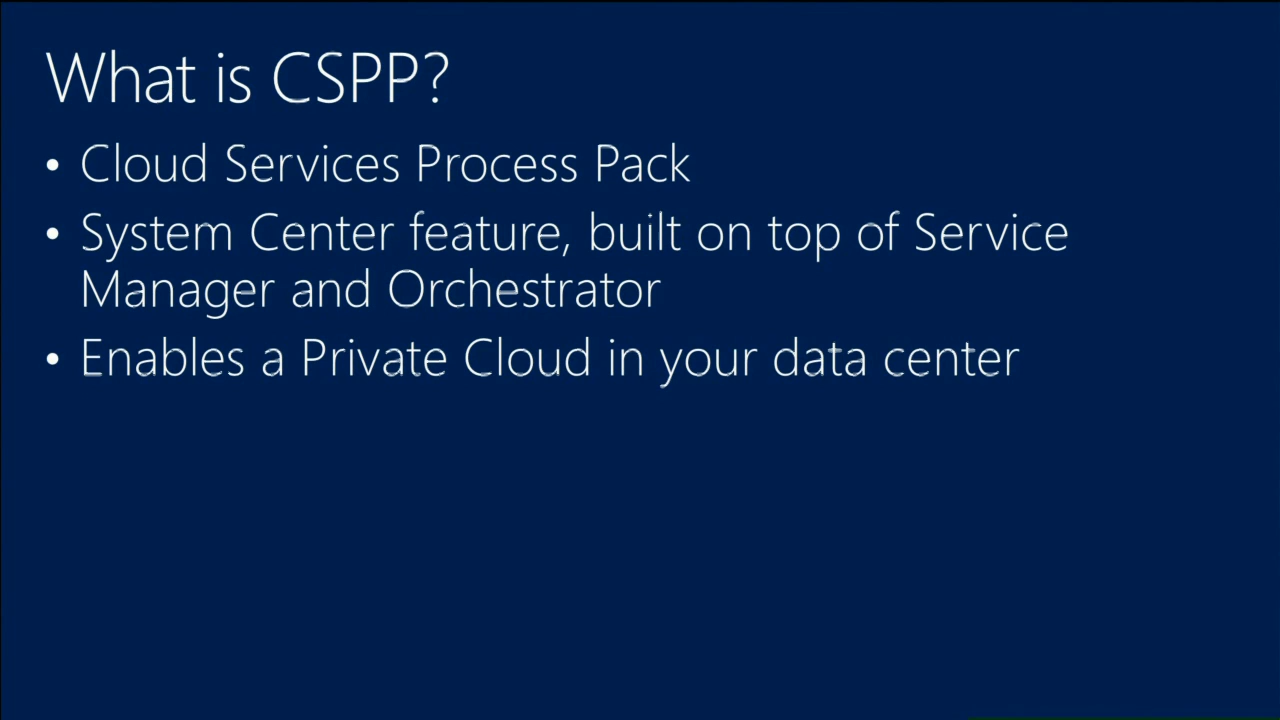 What is CSPP?
• Cloud Services Process Pack
• System Center feature, built on top of Service
Manager and Orchestrator
• Enables a Private Cloud in your data center